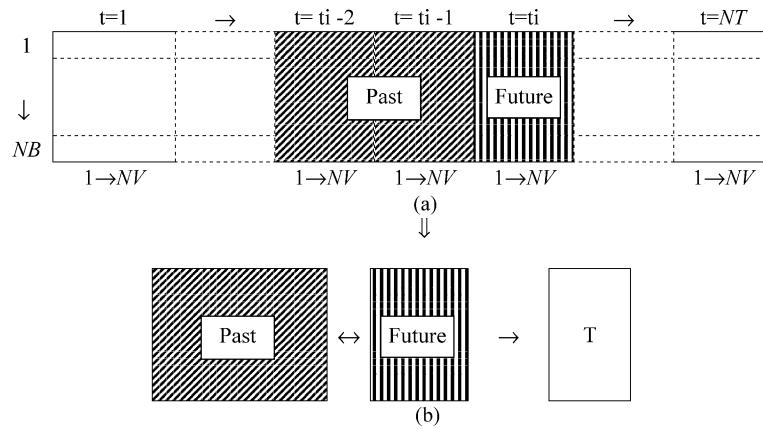 t=1 → t= ti -2 t= ti -1 t=ti → t=NT
1
Past Future
↓
NB
1→NV 1→NV 1→NV 1→NV 1→NV
(a)
⇓
Past ↔ Future → T
(b)